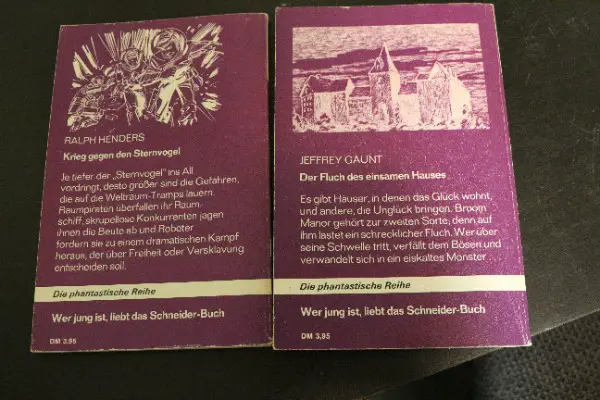 RALPH HENDERS
Krieg gegen den Sternvogel
Je tiefer der „Sternvogel" ins All
vordringt, desto größer sind die Gefahren,
die auf die Weltraum-Tramps lauern.
Raumpiraten überfallen ihr Raum-
schiff, skrupellose Konkurrenten jagen
ihnen die Beute ab und Roboter
fordern sie zu einem dramatischen Kampf
heraus, der über Freiheit oder Versklavung
entscheiden soll.
Die phantastische Reihe
Wer jung ist, liebt das Schneider-Buch
DM 3,95
JEFFREY GAUNT
Der Fluch des einsamen Hauses
Es gibt Häuser, in denen das Glück wohnt,
und andere, die Unglück bringen. Broom
Manor gehört zur zweiten Sorte, denn auf
ihm lastet ein schrecklicher Fluch. Wer über
seine Schwelle tritt, verfällt dem Bösen und
verwandelt sich in ein eiskaltes Monster
Die phantastische Reihe
Wer jung ist, liebt das Schneider-Buch
DM 3,95